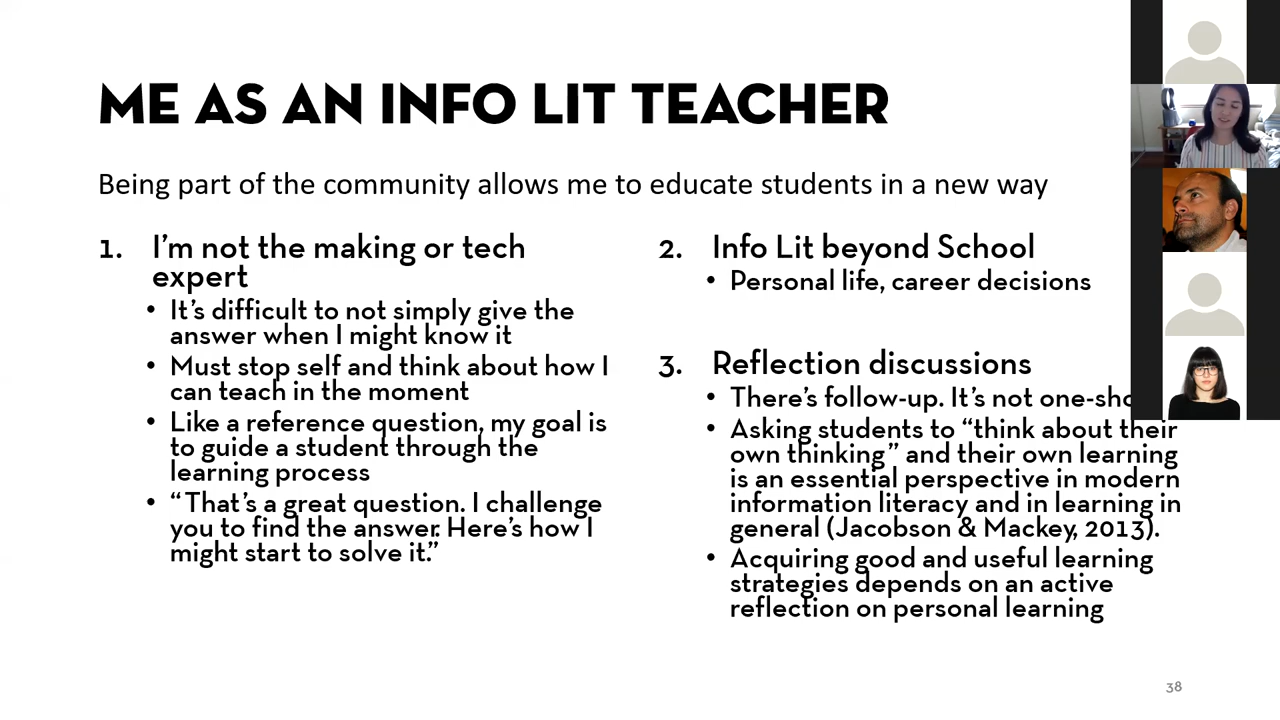 ME AS AN INFO LIT TEACHER
Being part of the community allows me to educate students in a new way
1. I'm not the making or tech
expert
• It's difficult to not simply give the
answer when I might know it
• Must stop self and think about how I
can teach in the moment
• Like a reference question, my goal is
to guide a student through the
learning process
• “That's a great question. I challenge
you to find the answer. Here's how I
might start to solve it.”
2. Info Lit beyond School
• Personal life, career decisions
3. Reflection discussions
• There's follow-up. It's not
• Asking students to “think about their
own thinking” and their own learning
is an essential perspective in modern
information literacy and in learning in
general (Jacobson & Mackey, 2013).
• Acquiring good and useful learning
strategies depends on an active
reflection on personal learning
38